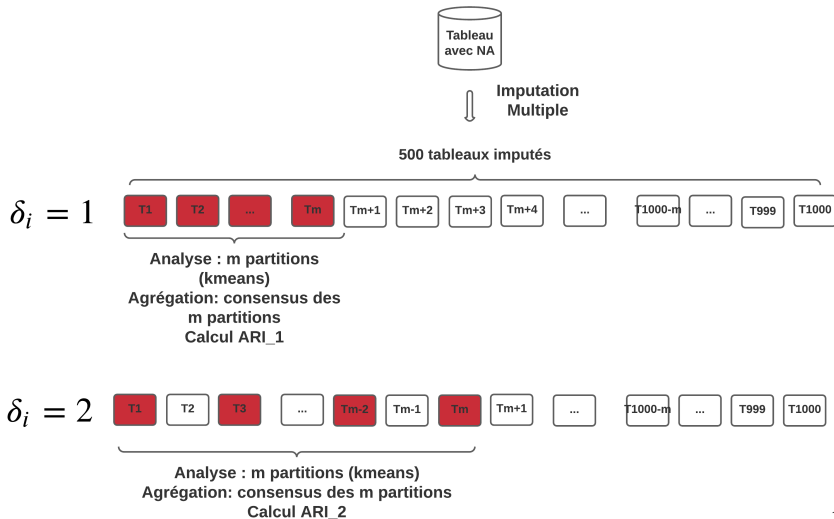 Tableau
avec NA
Imputation
Multiple
500 tableaux imputés
δᵢ = 1
T1 T2 ... Tm Tm+1 Tm+2 Tm+3 Tm+4 ... T1000-m ... T999 T1000
Analyse : m partitions
(kmeans)
Agrégation: consensus des
m partitions
Calcul ARI_1
δᵢ = 2
T1 T2 T3 ... Tm-2 Tm-1 Tm Tm+1 ... T1000-m ... T999 T1000
Analyse : m partitions (kmeans)
Agrégation: consensus des m partitions
Calcul ARI_2